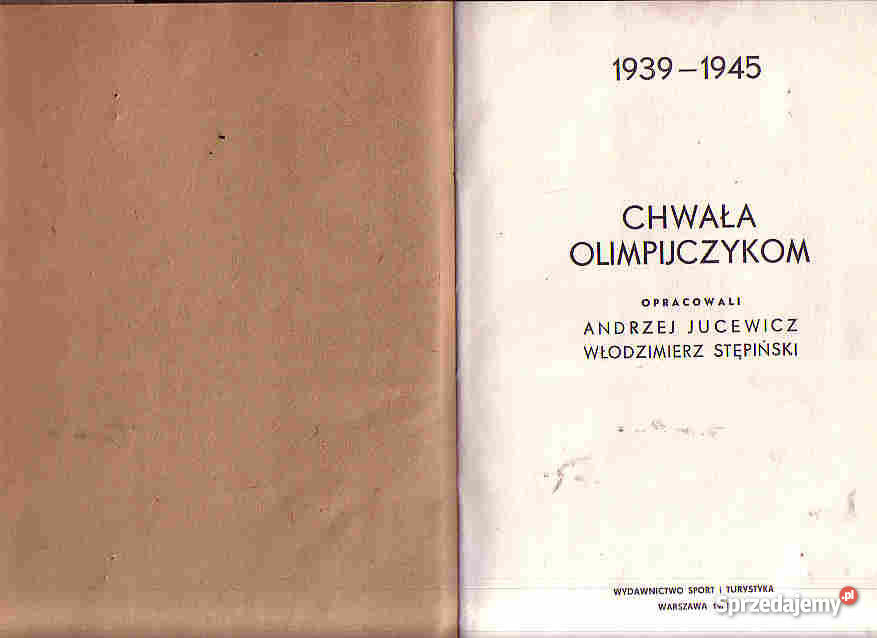 1939–1945
CHWAŁA
OLIMPIJCZYKOM
OPRACOWALI
ANDRZEJ JUCEWICZ
WŁODZIMIERZ STĘPIŃSKI
WYDAWNICTWO SPORT I TURYSTYKA
WARSZAWA
Sprzedajemy.pl